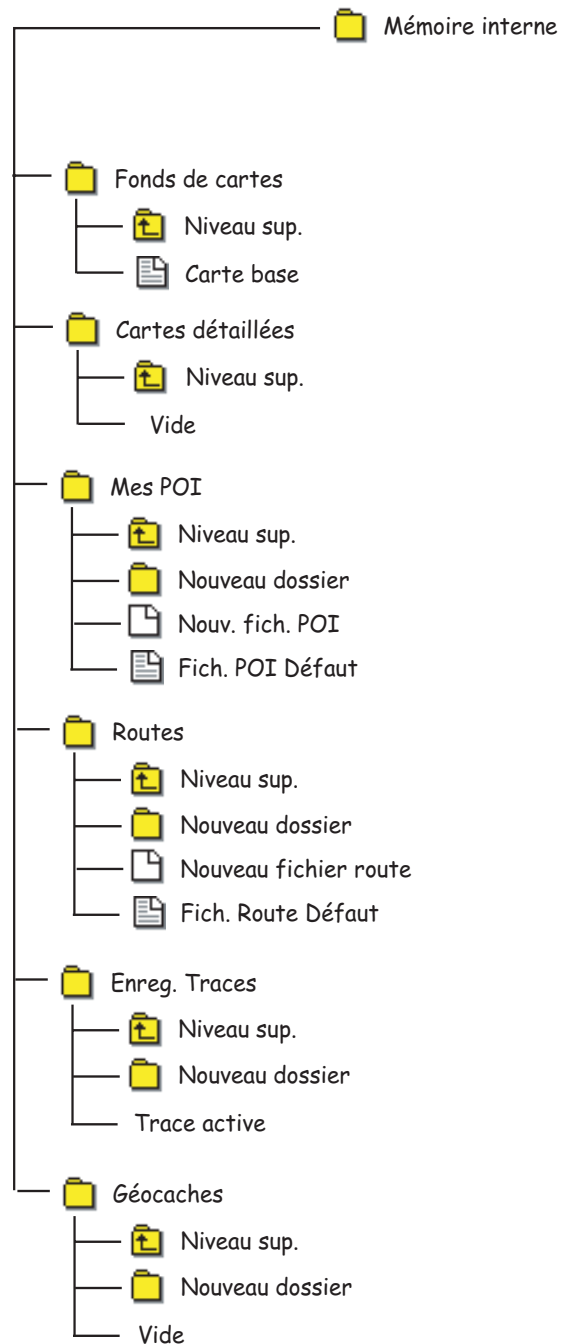 Mémoire interne
Fonds de cartes
Niveau sup.
Carte base
Cartes détaillées
Niveau sup.
Vide
Mes POI
Niveau sup.
Nouveau dossier
Nouv. fich. POI
Fich. POI Défaut
Routes
Niveau sup.
Nouveau dossier
Nouveau fichier route
Fich. Route Défaut
Enreg. Traces
Niveau sup.
Nouveau dossier
Trace active
Géocaches
Niveau sup.
Nouveau dossier
Vide